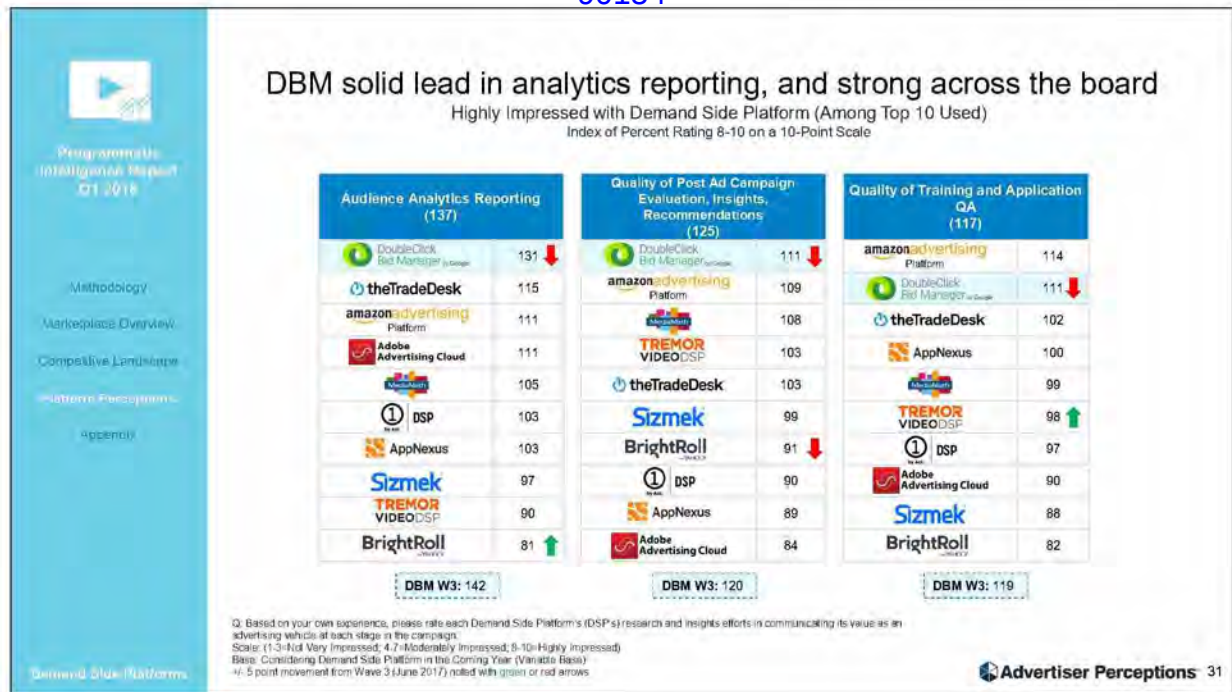 DBM solid lead in analytics reporting, and strong across the board
Highly Impressed with Demand Side Platform (Among Top 10 Used)
Index of Percent Rating 8-10 on a 10-Point Scale
Programmatic
Intelligence Report
Q1 2018
Methodology
Marketplace Overview
Competitive Landscape
Platform Perceptions
Appendix
Demand Side Platforms
Audience Analytics Reporting
(137)
DoubleClick
Bid Manager by Google
131
theTradeDesk
115
amazonadvertising
Platform
111
Adobe
Advertising Cloud
111
MediaMath
105
1 DSP
103
AppNexus
103
Sizmek
97
TREMOR
VIDEODSP
90
BrightRoll
81
DBM W3: 142
Quality of Post Ad Campaign
Evaluation, Insights,
Recommendations
(125)
DoubleClick
Bid Manager by Google
111
amazonadvertising
Platform
109
MediaMath
108
TREMOR
VIDEODSP
103
theTradeDesk
103
Sizmek
99
BrightRoll
91
1 DSP
90
AppNexus
89
Adobe
Advertising Cloud
84
DBM W3: 120
Quality of Training and Application
QA
(117)
amazonadvertising
Platform
114
DoubleClick
Bid Manager by Google
111
theTradeDesk
102
AppNexus
100
MediaMath
99
TREMOR
VIDEODSP
98
1 DSP
97
Adobe
Advertising Cloud
90
Sizmek
88
BrightRoll
82
DBM W3: 119
Q: Based on your own experience, please rate each Demand Side Platform's (DSP's) research and insights efforts in communicating its value as an
advertising vehicle at each stage in the campaign.
Scale: (1-3=Not Very Impressed; 4-7=Moderately Impressed; 8-10=Highly Impressed)
Base: Considering Demand Side Platform in the Coming Year (Variable Base)
+/- 5 point movement from Wave 3 (June 2017) noted with green or red arrows
Advertiser Perceptions 31